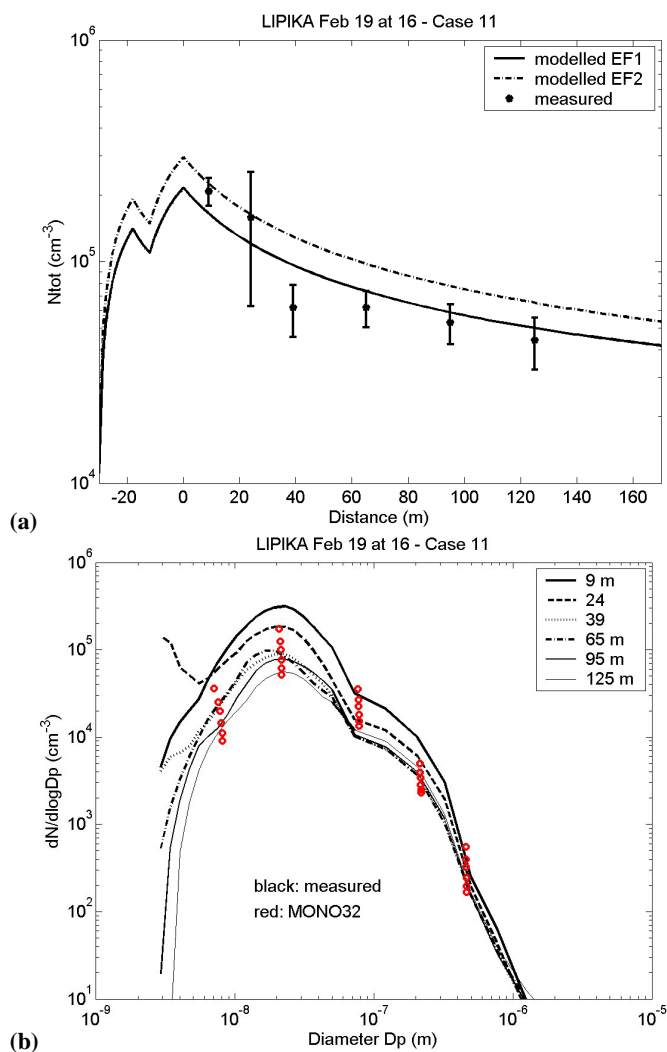 LIPIKA Feb 19 at 16 - Case 11
10^6
modelled EF1
modelled EF2
measured
10^5
Ntot (cm^-3)
10^4
-20 0 20 40 60 80 100 120 140 160
(a)
Distance (m)
LIPIKA Feb 19 at 16 - Case 11
10^6
9 m
24
39
65 m
95 m
125 m
10^5
10^4
dN/dlogDp (cm^-3)
10^3
10^2
black: measured
red: MONO32
10^1
10^-9 10^-8 10^-7 10^-6 10^-5
(b)
Diameter Dp (m)